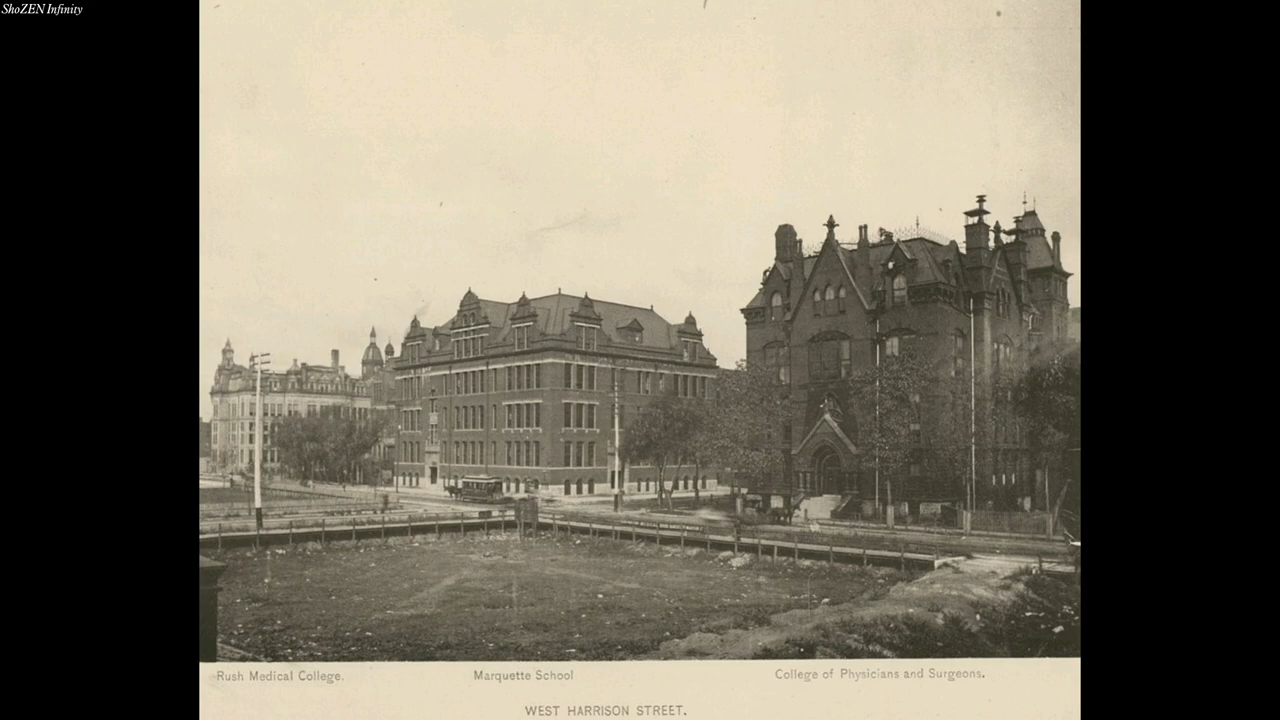 ShoZEN Infinity
Rush Medical College. Marquette School College of Physicians and Surgeons.
WEST HARRISON STREET.